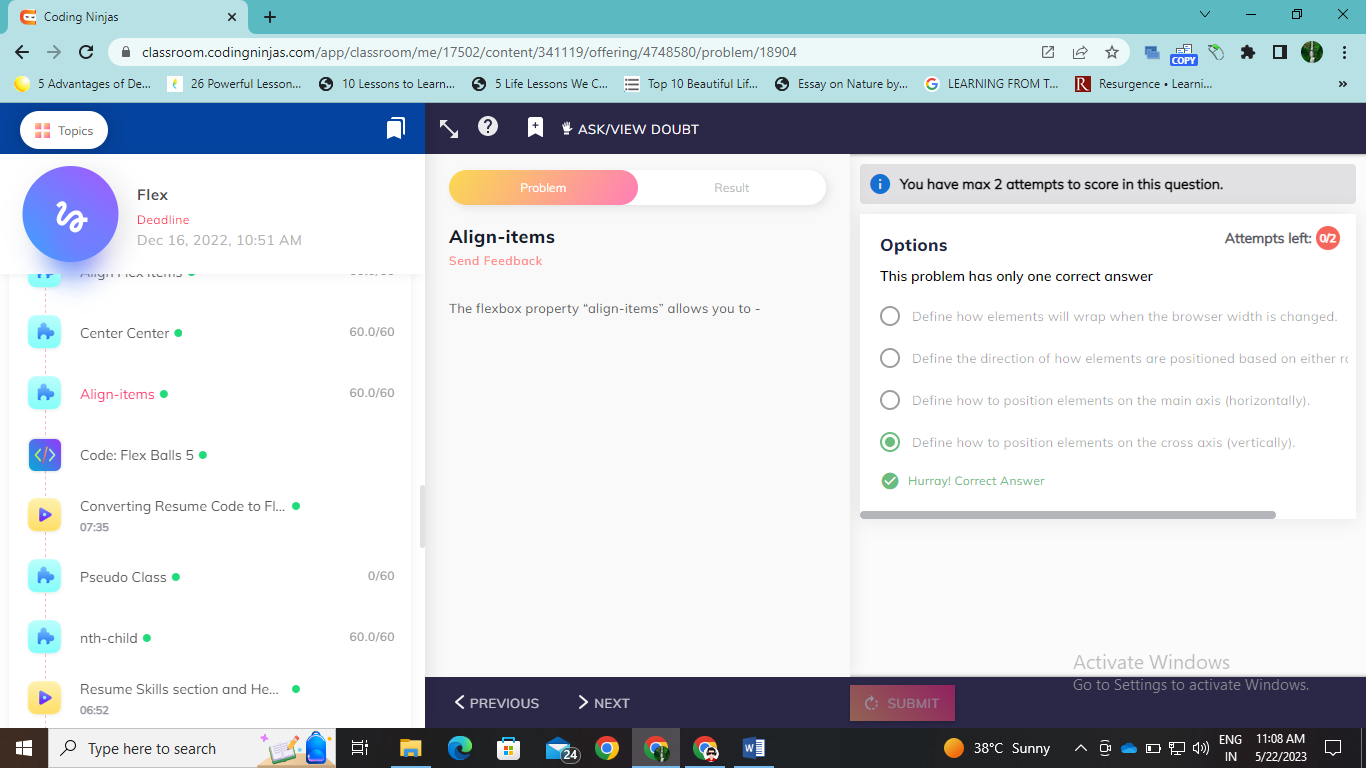 Coding Ninjas
classroom.codingninjas.com/app/classroom/me/17502/content/341119/offering/4748580/problem/18904
COPY
5 Advantages of De...
26 Powerful Lesson...
10 Lessons to Learn...
5 Life Lessons We C...
Top 10 Beautiful Lif...
Essay on Nature by...
LEARNING FROM T...
Resurgence • Learni...
Topics
ASK/VIEW DOUBT
Flex
Deadline
Dec 16, 2022, 10:51 AM
Align Flex Items
Center Center 60.0/60
Align-items 60.0/60
Code: Flex Balls 5
Converting Resume Code to Fl...
07:35
Pseudo Class 0/60
nth-child 60.0/60
Resume Skills section and He...
06:52
Problem
Result
Align-items
Send Feedback
The flexbox property “align-items” allows you to -
You have max 2 attempts to score in this question.
Options
Attempts left: 0/2
This problem has only one correct answer
Define how elements will wrap when the browser width is changed.
Define the direction of how elements are positioned based on either
Define how to position elements on the main axis (horizontally).
Define how to position elements on the cross axis (vertically).
Hurray! Correct Answer
Activate Windows
Go to Settings to activate Windows.
PREVIOUS
NEXT
SUBMIT
Type here to search
24
38°C Sunny
ENG
IN
11:08 AM
5/22/2023